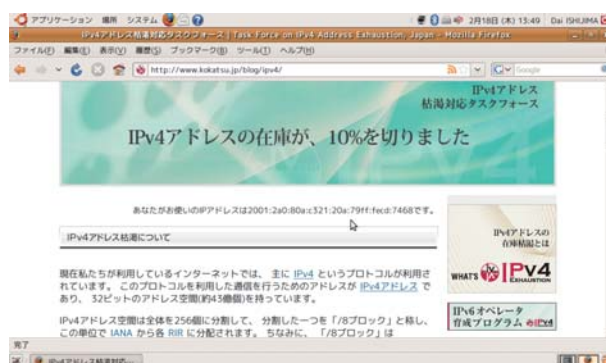 アプリケーション 場所 システム
2月18日 (木) 13:49 Dai ISHIJIMA
IPv4アドレス枯渇対応タスクフォース | Task Force on IPv4 Address Exhaustion, Japan - Mozilla Firefox
ファイル(F) 編集(E) 表示(V) 履歴(S) ブックマーク(B) ツール(T) ヘルプ(H)
http://www.kokatsu.jp/blog/ipv4/
Google
IPv4アドレス
枯渇対応タスクフォース
IPv4アドレスの在庫が、10%を切りました
あなたがお使いのIPアドレスは2001:2a0:80a:c321:20a:79ff:fecd:7468です。
IPv4アドレス枯渇について
現在私たちが利用しているインターネットでは、 主に IPv4 というプロトコルが利用さ
れています。 このプロトコルを利用した通信を行うためのアドレスが IPv4アドレス で
あり、 32ビットのアドレス空間(約43億個)を持っています。
IPv4アドレス空間は全体を256個に分割して、 分割した一つを「/8ブロック」と称し、
この単位で IANA から各 RIR に分配されます。 ちなみに、 「/8ブロック」は
IPv4アドレスの
在庫枯渇とは
WHAT'S IPv4
EXHAUSTION
IPv6オペレータ
育成プログラム
完了
IPv4アドレス枯渇対応...